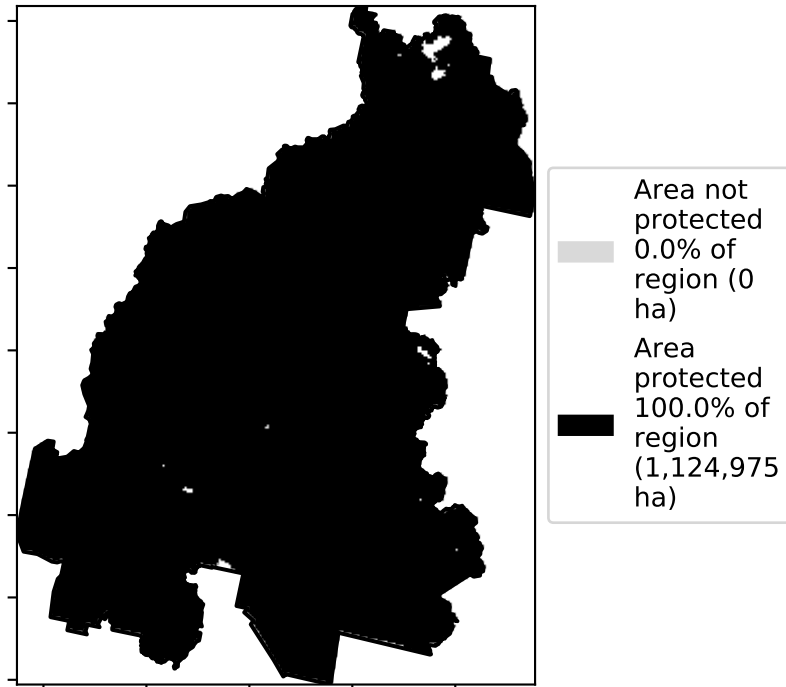 Area not
protected
0.0% of
region (0
ha)
Area
protected
100.0% of
region
(1,124,975
ha)